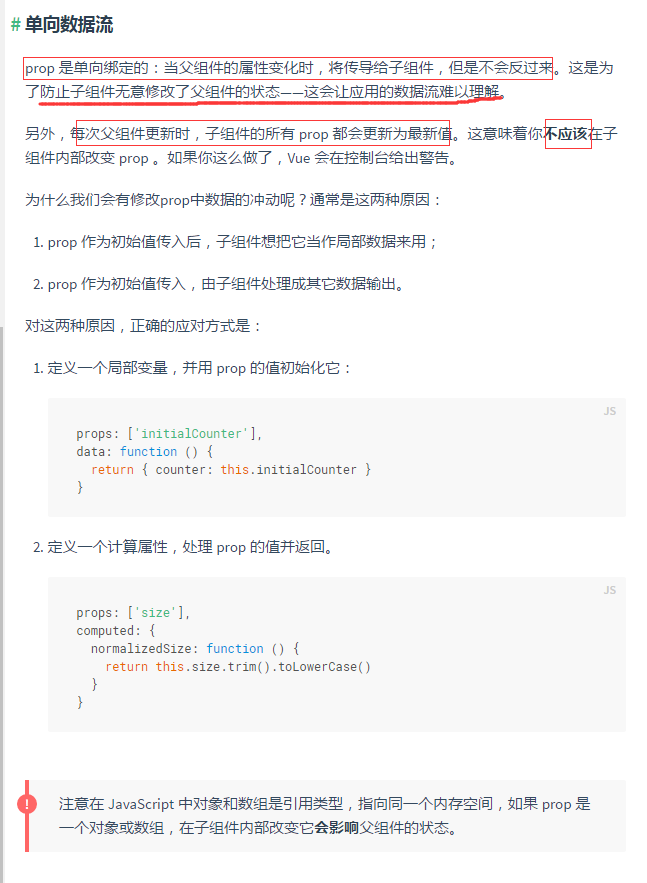 # 单向数据流
prop 是单向绑定的：当父组件的属性变化时，将传导给子组件，但是不会反过来。这是为
了防止子组件无意修改了父组件的状态——这会让应用的数据流难以理解。
另外，每次父组件更新时，子组件的所有 prop 都会更新为最新值。这意味着你不应该在子
组件内部改变 prop 。如果你这么做了，Vue 会在控制台给出警告。
为什么我们会有修改prop中数据的冲动呢？通常是这两种原因：
1. prop 作为初始值传入后，子组件想把它当作局部数据来用；
2. prop 作为初始值传入，由子组件处理成其它数据输出。
对这两种原因，正确的应对方式是：
1. 定义一个局部变量，并用 prop 的值初始化它：
JS
props: ['initialCounter'],
data: function () {
  return { counter: this.initialCounter }
}
2. 定义一个计算属性，处理 prop 的值并返回。
JS
props: ['size'],
computed: {
  normalizedSize: function () {
    return this.size.trim().toLowerCase()
  }
}
!
注意在 JavaScript 中对象和数组是引用类型，指向同一个内存空间，如果 prop 是
一个对象或数组，在子组件内部改变它会影响父组件的状态。